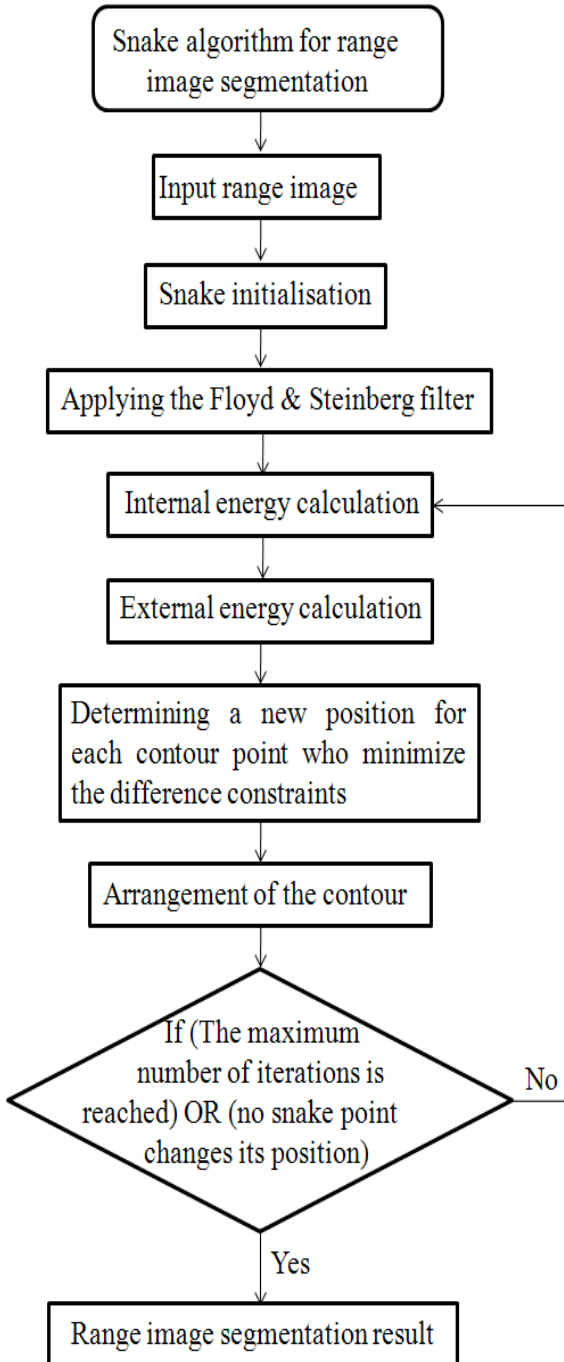 Snake algorithm for range
image segmentation
Input range image
Snake initialisation
Applying the Floyd & Steinberg filter
Internal energy calculation
External energy calculation
Determining a new position for
each contour point who minimize
the difference constraints
Arrangement of the contour
If (The maximum
number of iterations is
reached) OR (no snake point
changes its position)
No
Yes
Range image segmentation result